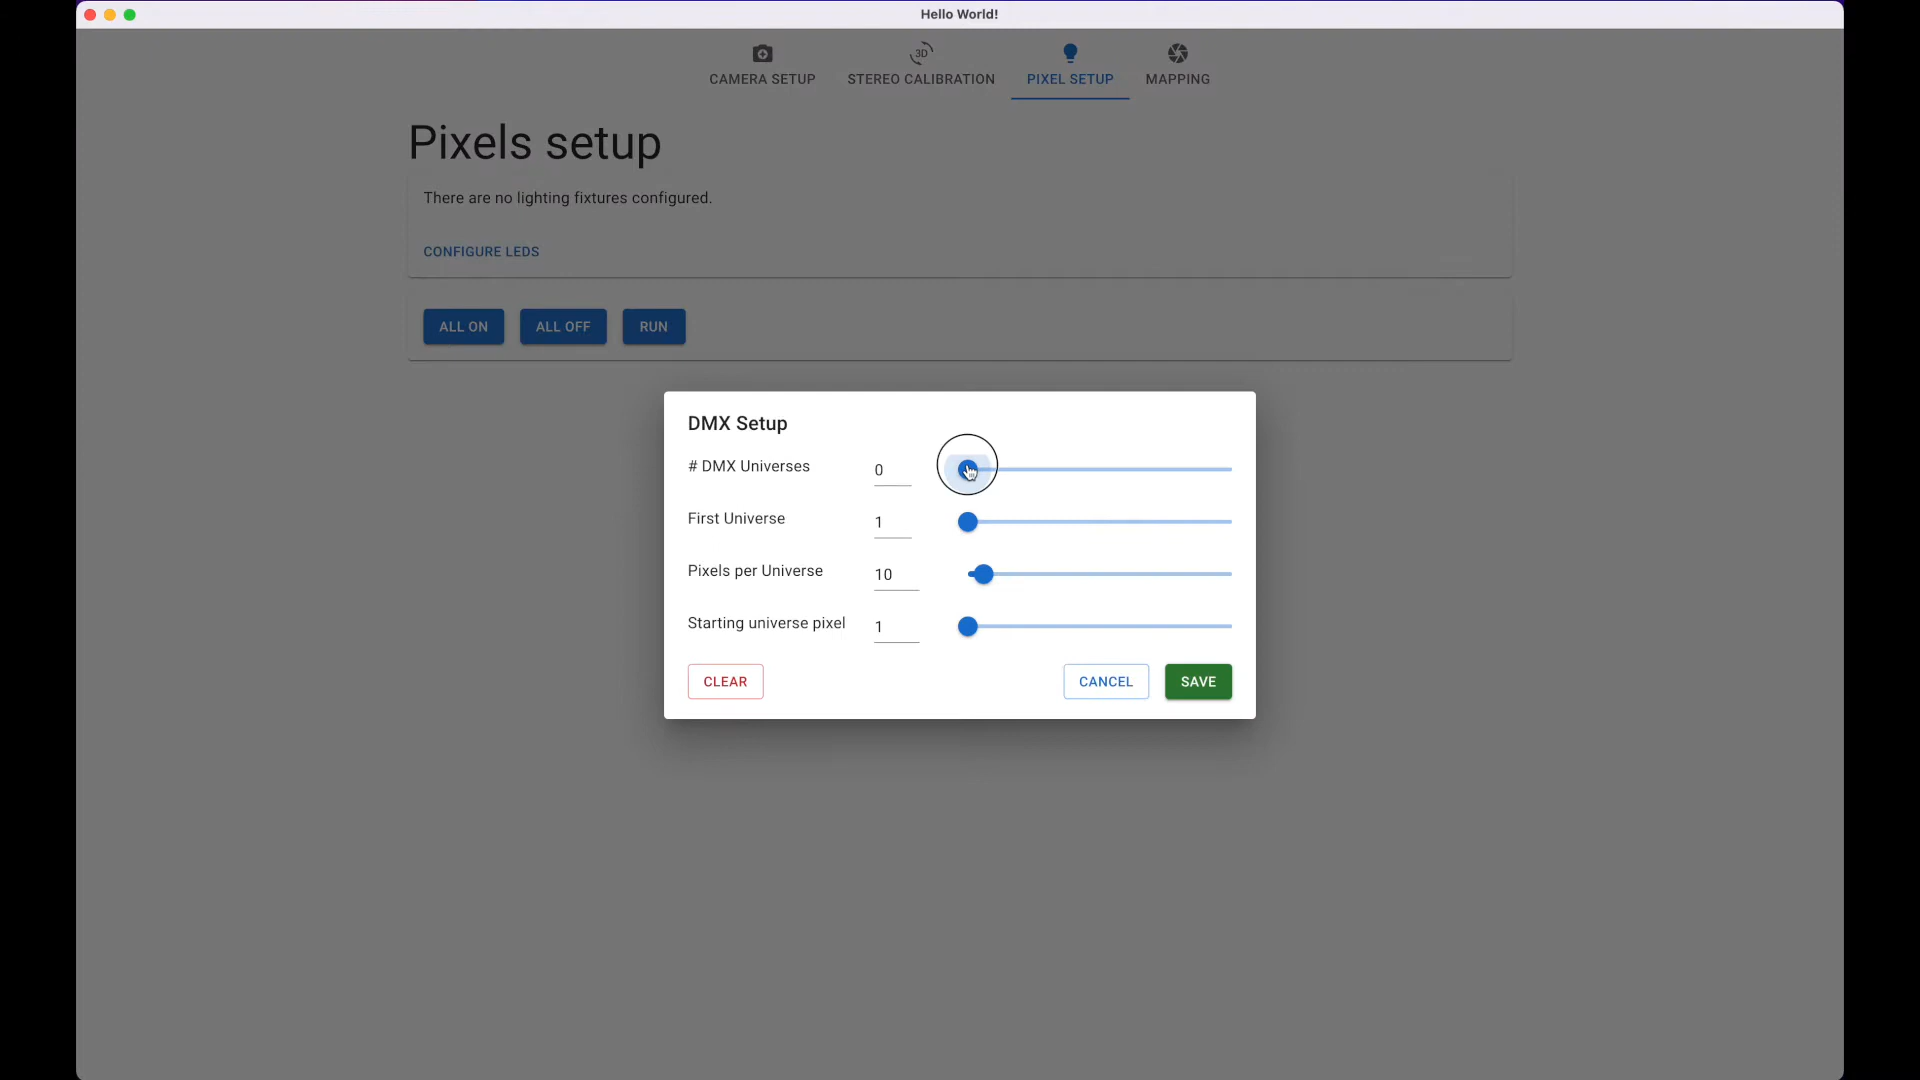 Hello World!
3D
CAMERA SETUP STEREO CALIBRATION PIXEL SETUP MAPPING
Pixels setup
There are no lighting fixtures configured.
CONFIGURE LEDS
ALL ON ALL OFF RUN
DMX Setup
# DMX Universes 0
First Universe 1
Pixels per Universe 10
Starting universe pixel 1
CLEAR CANCEL SAVE